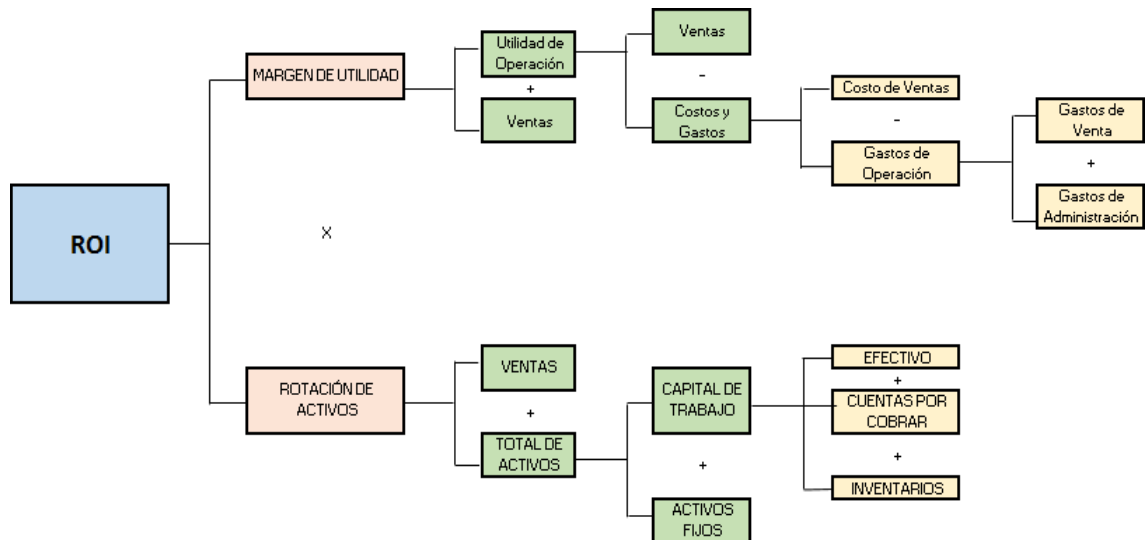 ROI
MARGEN DE UTILIDAD
X
ROTACIÓN DE
ACTIVOS
Utilidad de
Operación
+
Ventas
Ventas
-
Costos y
Gastos
Costo de Ventas
-
Gastos de
Operación
Gastos de
Venta
+
Gastos de
Administración
VENTAS
+
TOTAL DE
ACTIVOS
CAPITAL DE
TRABAJO
+
ACTIVOS
FIJOS
EFECTIVO
+
CUENTAS POR
COBRAR
+
INVENTARIOS